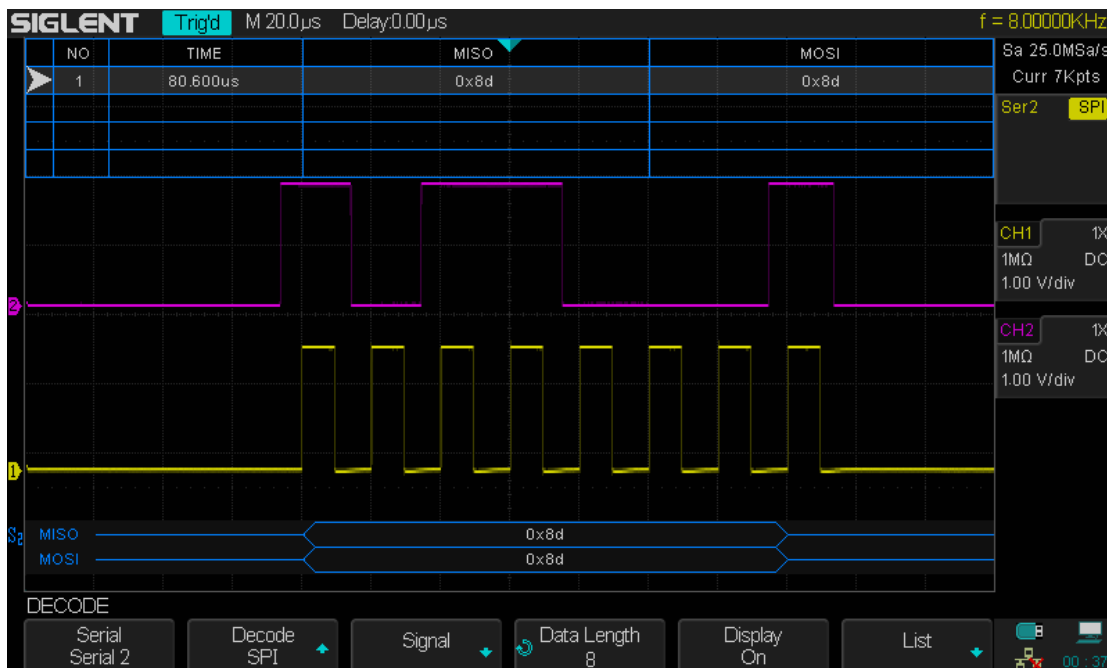 SIGLENT Trig'd M 20.0µs Delay:0.00µs f = 8.00000KHz
NO TIME MISO MOSI
1 80.600us 0x8d 0x8d
Sa 25.0MSa/s
Curr 7Kpts
Ser2 SPI
CH1 1X
1MΩ DC
1.00 V/div
2
CH2 1X
1MΩ DC
1.00 V/div
1
S2 MISO 0x8d
MOSI 0x8d
DECODE
Serial
Serial 2
Decode
SPI
Signal
Data Length
8
Display
On
List
00:37